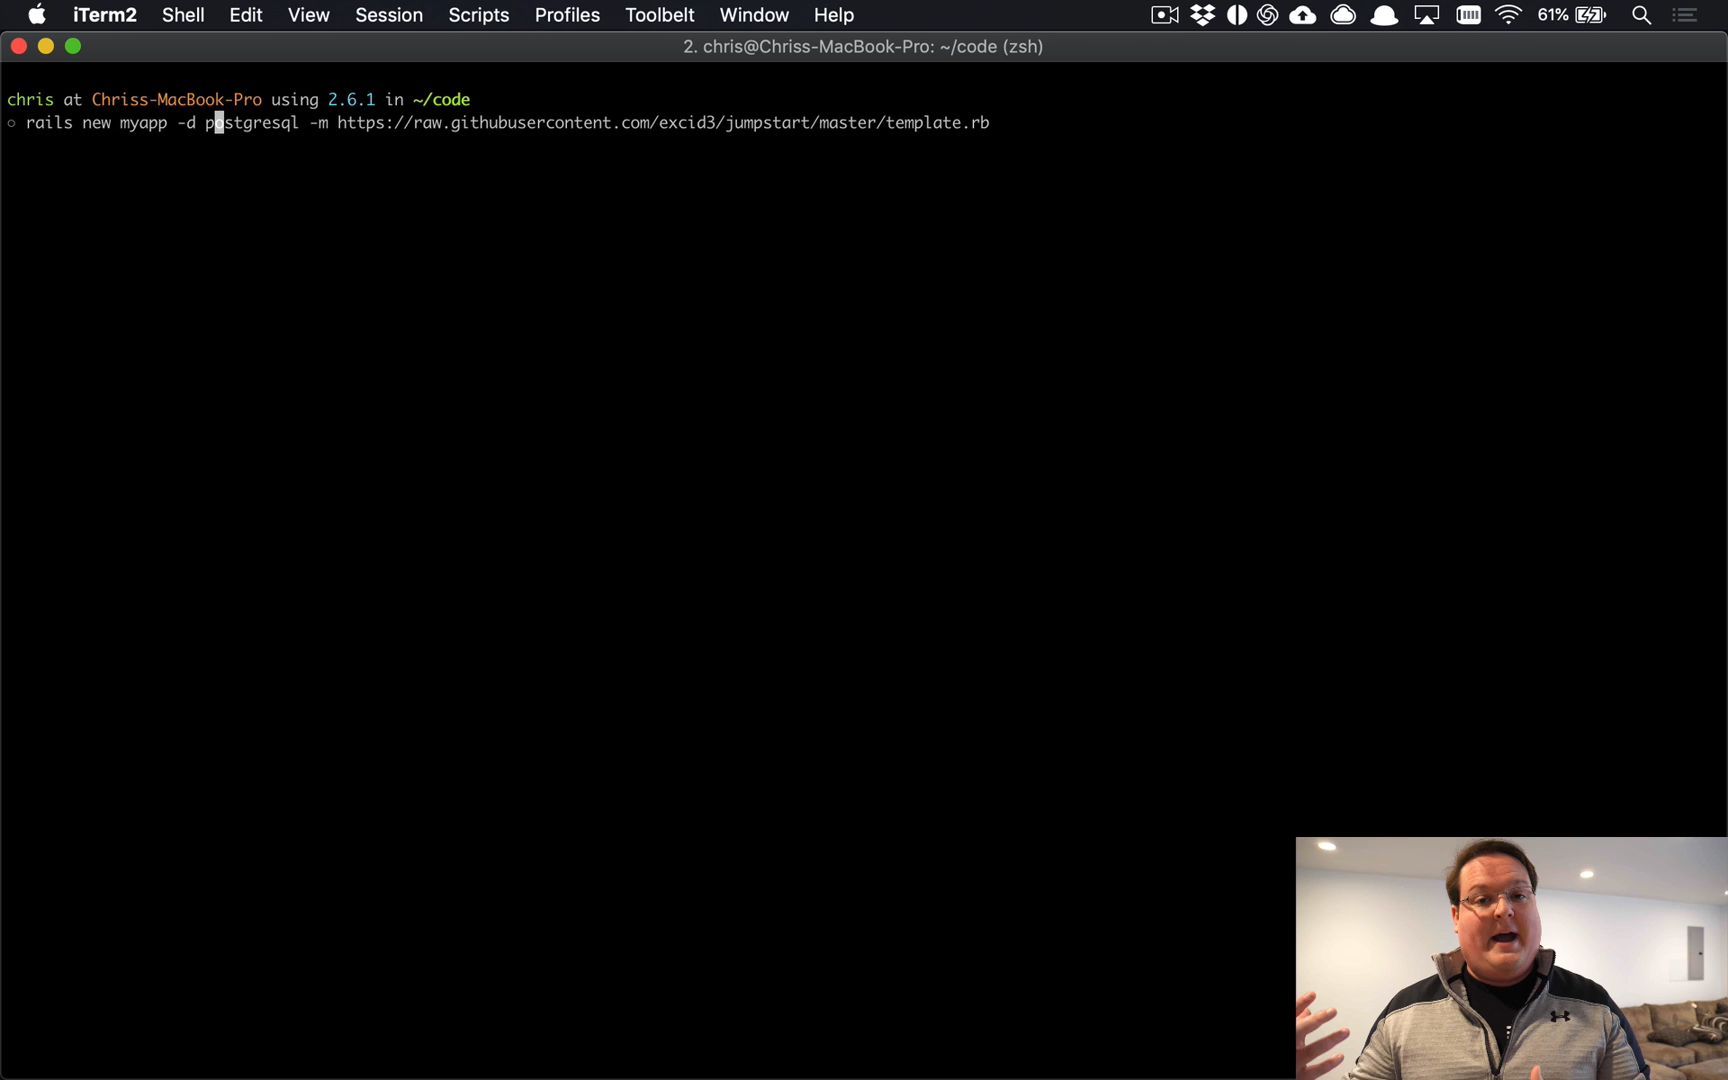 iTerm2 Shell Edit View Session Scripts Profiles Toolbelt Window Help 61%
2. chris@Chriss-MacBook-Pro: ~/code (zsh)
chris at Chriss-MacBook-Pro using 2.6.1 in ~/code
rails new myapp -d postgresql -m https://raw.githubusercontent.com/excid3/jumpstart/master/template.rb